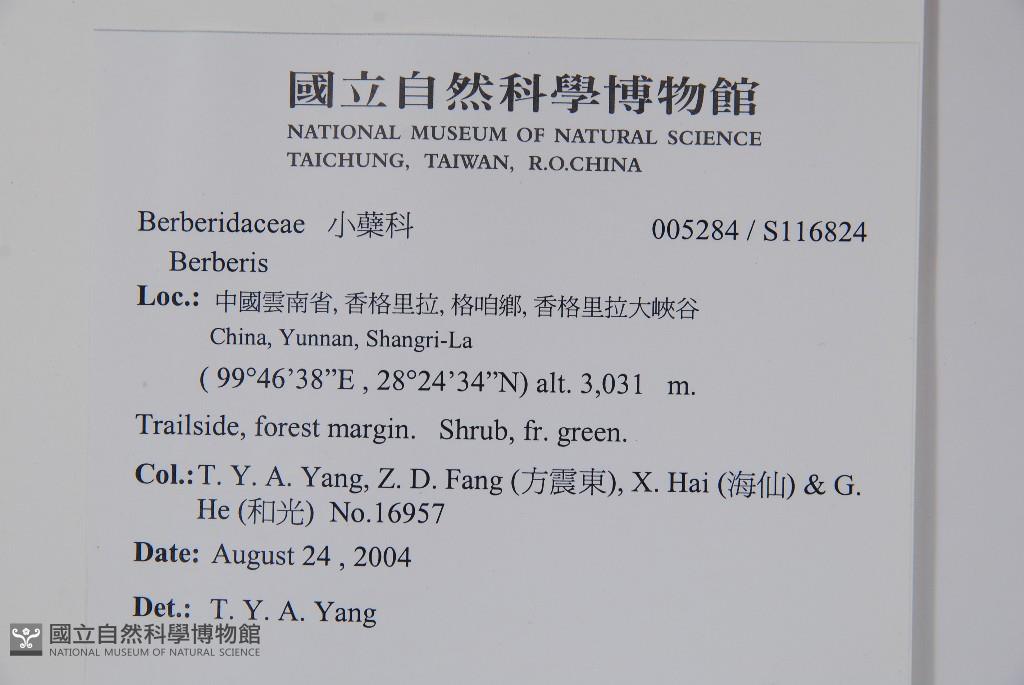 國立自然科學博物館
NATIONAL MUSEUM OF NATURAL SCIENCE
TAICHUNG, TAIWAN, R.O.CHINA
Berberidaceae 小蘗科 005284 / S116824
Berberis
Loc.: 中國雲南省, 香格里拉, 格咱鄉, 香格里拉大峽谷
China, Yunnan, Shangri-La
( 99°46’38”E , 28°24’34”N) alt. 3,031 m.
Trailside, forest margin. Shrub, fr. green.
Col.: T. Y. A. Yang, Z. D. Fang (方震東), X. Hai (海仙) & G.
He (和光) No.16957
Date: August 24 , 2004
Det.: T. Y. A. Yang
國立自然科學博物館
NATIONAL MUSEUM OF NATURAL SCIENCE